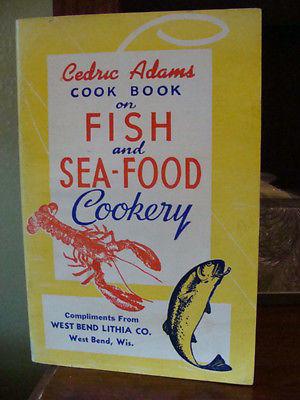 Cedric Adams
COOK BOOK
on
FISH
and
SEA-FOOD
Cookery
Compliments From
WEST BEND LITHIA CO.
West Bend, Wis.